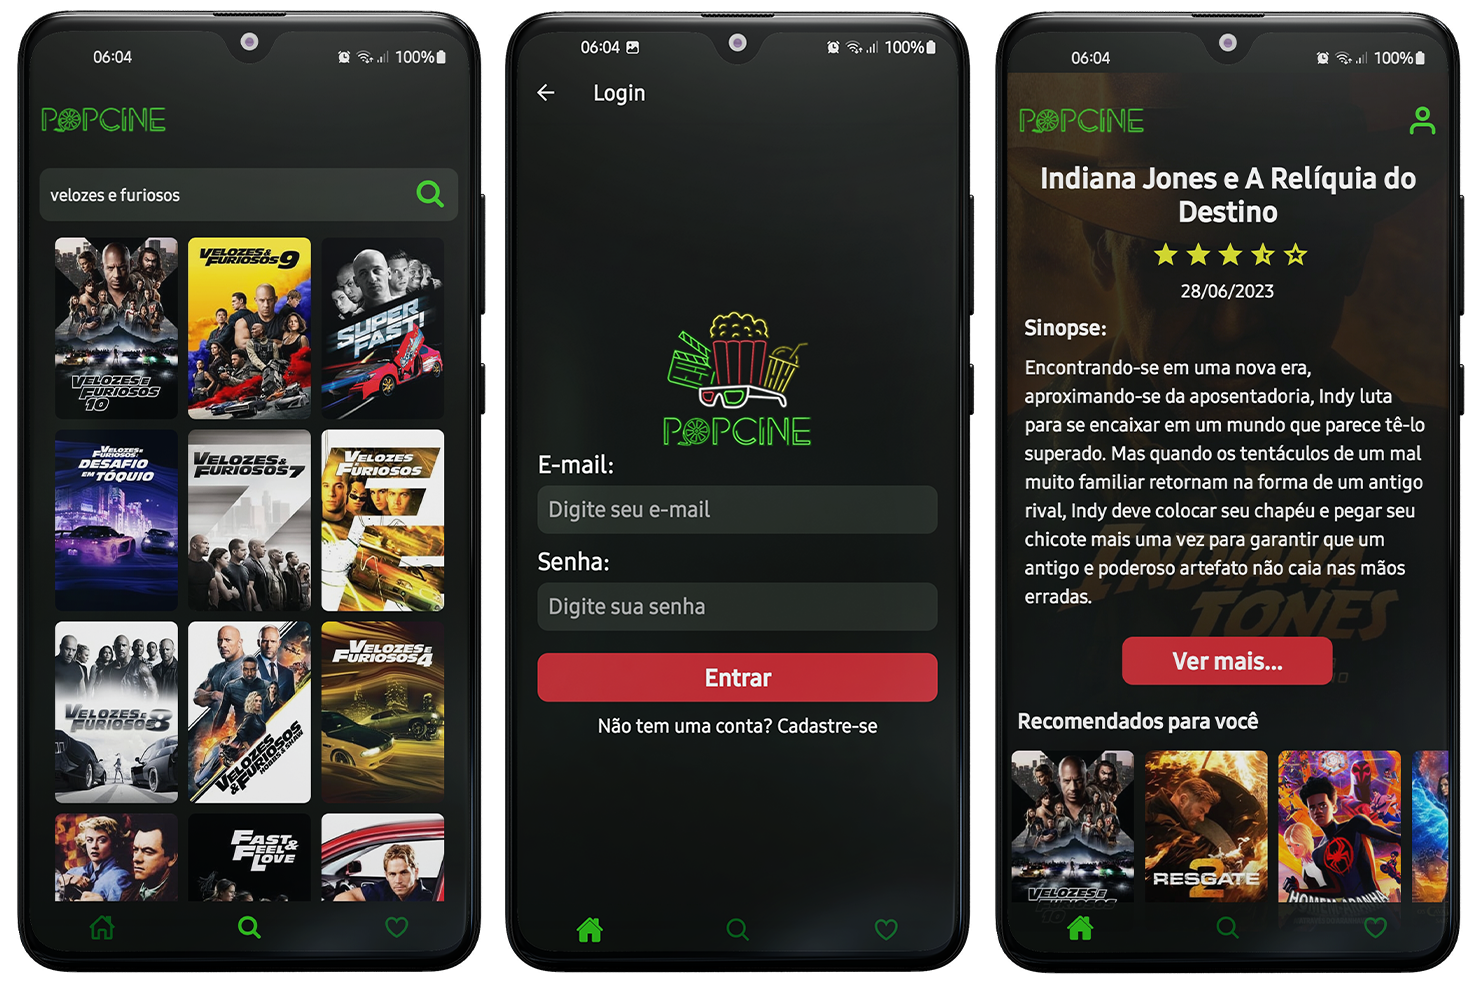 06:04
100%
POPCINE
velozes e furiosos
VELOZES E
FURIOSOS
10
VELOZES &
FURIOSOS 9
SUPER
FAST!
VELOZES &
FURIOSOS:
DESAFIO
EM TÓQUIO
VELOZES &
FURIOSOS 7
VELOZES
E FURIOSOS
VELOZES &
FURIOSOS 8
VELOZES
& FURIOSOS
HOBBS & SHAW
VELOZES E
FURIOSOS 4
FAST &
FEEL &
LOVE
06:04
100%
Login
POPCINE
E-mail:
Digite seu e-mail
Senha:
Digite sua senha
Entrar
Não tem uma conta? Cadastre-se
06:04
100%
POPCINE
Indiana Jones e A Relíquia do
Destino
28/06/2023
Sinopse:
Encontrando-se em uma nova era,
aproximando-se da aposentadoria, Indy luta
para se encaixar em um mundo que parece tê-lo
superado. Mas quando os tentáculos de um mal
muito familiar retornam na forma de um antigo
rival, Indy deve colocar seu chapéu e pegar seu
chicote mais uma vez para garantir que um
antigo e poderoso artefato não caia nas mãos
erradas.
INDIANA
JONES
Ver mais...
Recomendados para você
VELOZES E
FURIOSOS
10
2
RESGATE
HOMEM-ARANHA